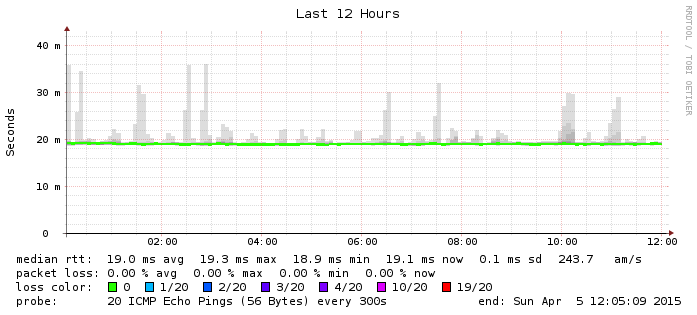 Last 12 Hours
RRDTOOL / TOBI OETIKER
Seconds
40 m
30 m
20 m
10 m
0
02:00 04:00 06:00 08:00 10:00 12:00
median rtt: 19.0 ms avg 19.3 ms max 18.9 ms min 19.1 ms now 0.1 ms sd 243.7 am/s
packet loss: 0.00 % avg 0.00 % max 0.00 % min 0.00 % now
loss color: 0 1/20 2/20 3/20 4/20 10/20 19/20
probe: 20 ICMP Echo Pings (56 Bytes) every 300s end: Sun Apr 5 12:05:09 2015